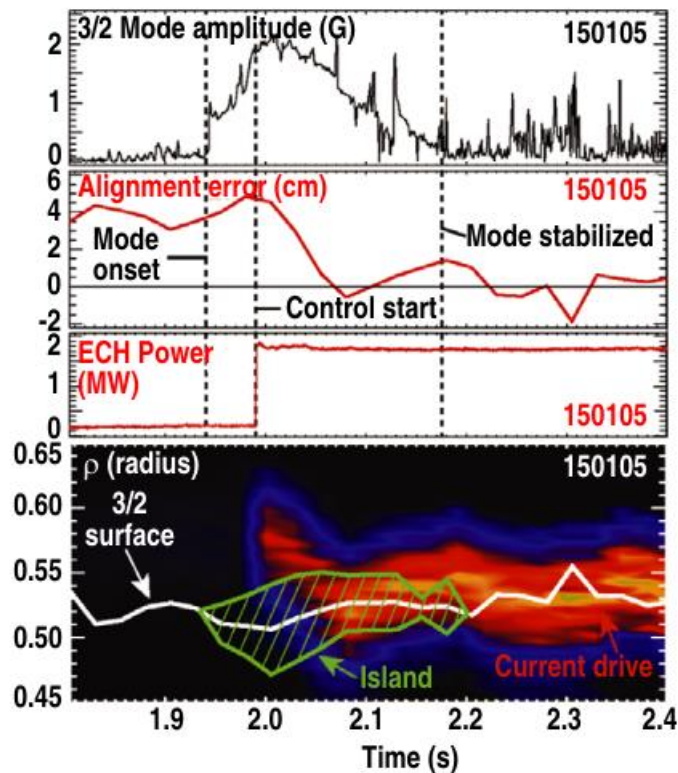 3/2 Mode amplitude (G) 150105
2
1
0
Alignment error (cm) 150105
6
4
2
0
-2
Mode onset
Mode stabilized
Control start
ECH Power (MW)
2
1
0
150105
0.65
ρ (radius) 150105
0.60
3/2 surface
0.55
0.50
Current drive
Island
0.45
1.9 2.0 2.1 2.2 2.3 2.4
Time (s)